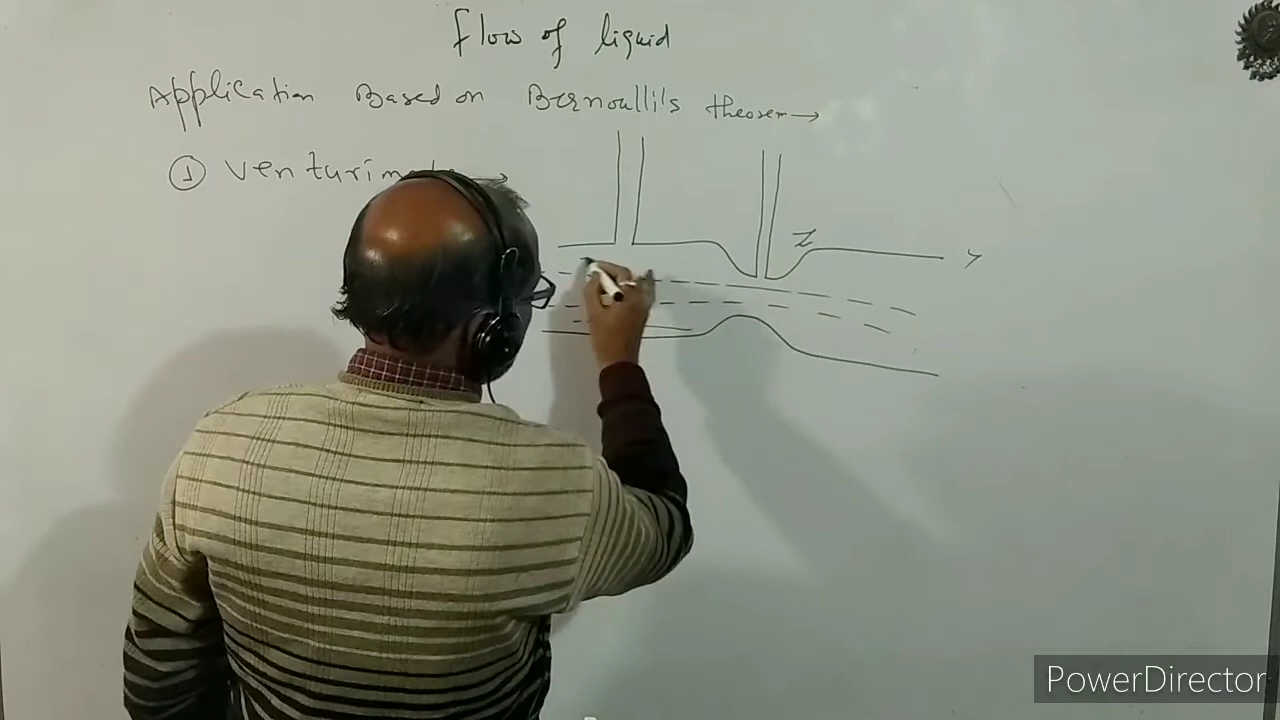 flow of liquid
Application Based on Bernoulli's theorem→
① venturim →
Z
PowerDirector